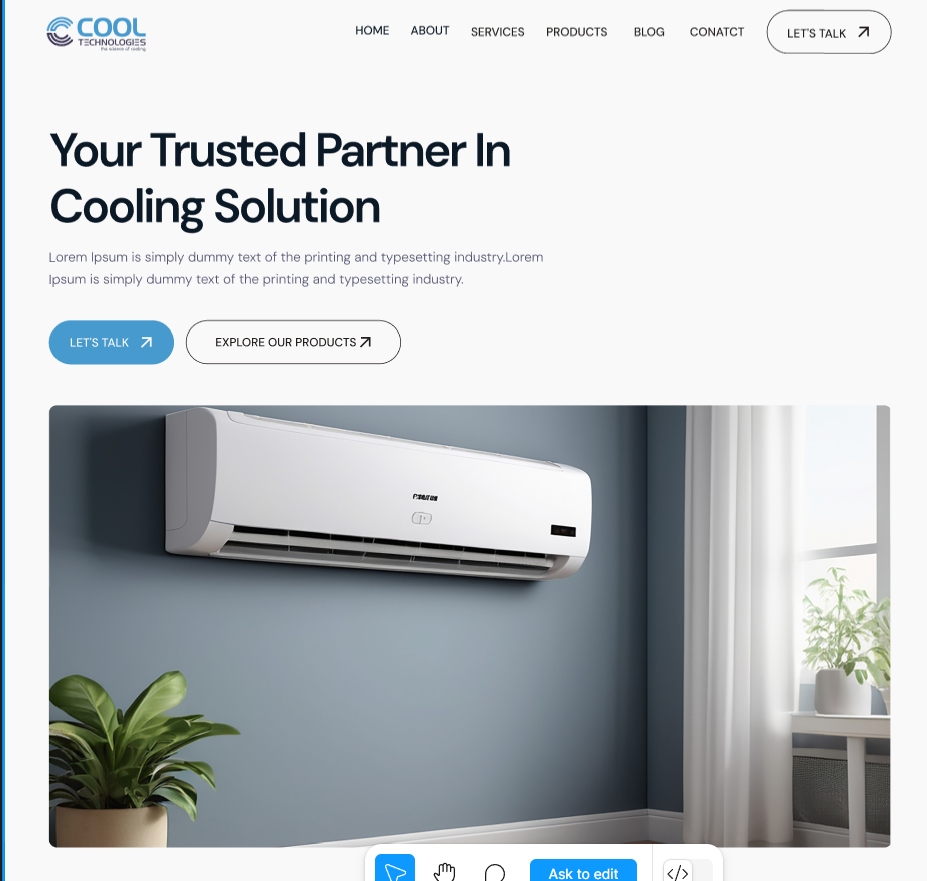 COOL
TECHNOLOGIES
the science of cooling
HOME ABOUT SERVICES PRODUCTS BLOG CONATCT LET'S TALK
Your Trusted Partner In
Cooling Solution
Lorem Ipsum is simply dummy text of the printing and typesetting industry.Lorem
Ipsum is simply dummy text of the printing and typesetting industry.
LET'S TALK EXPLORE OUR PRODUCTS
Ask to edit